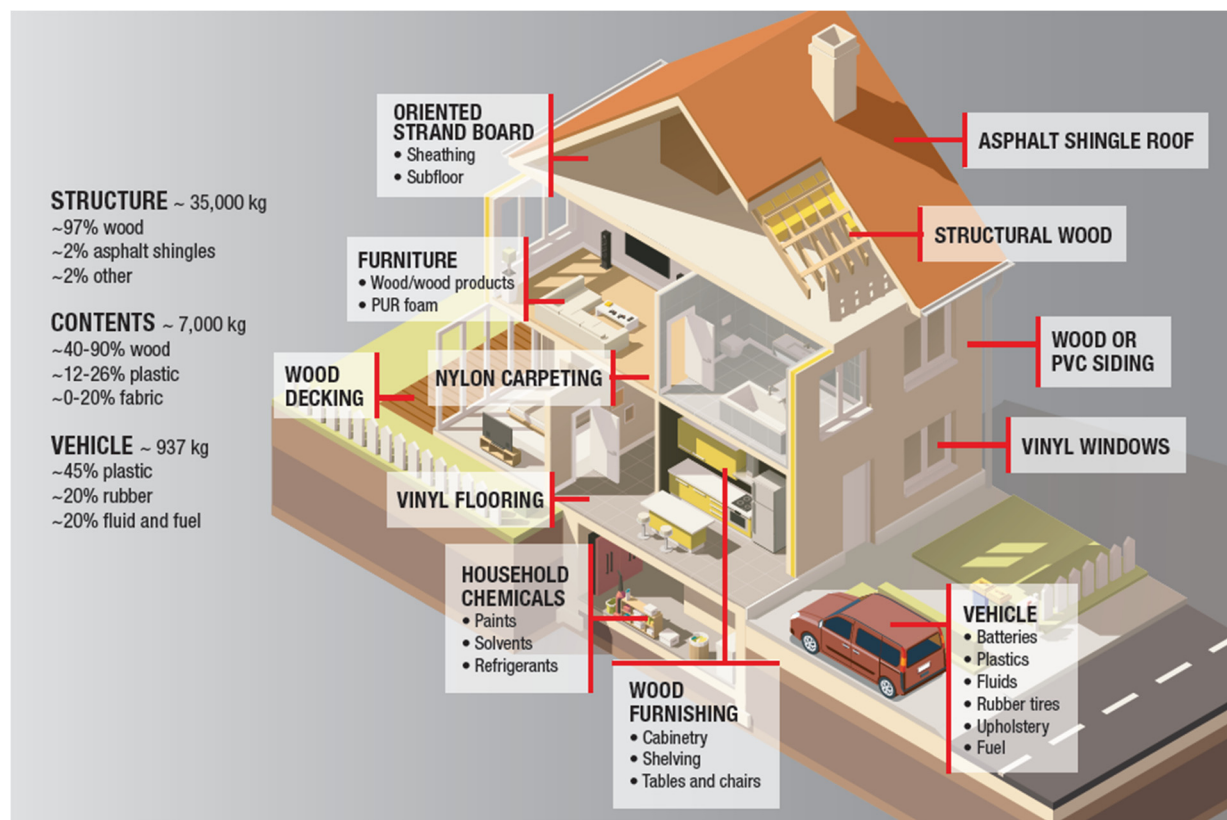 STRUCTURE ~ 35,000 kg
~97% wood
~2% asphalt shingles
~2% other
CONTENTS ~ 7,000 kg
~40-90% wood
~12-26% plastic
~0-20% fabric
VEHICLE ~ 937 kg
~45% plastic
~20% rubber
~20% fluid and fuel
ORIENTED
STRAND BOARD
• Sheathing
• Subfloor
FURNITURE
• Wood/wood products
• PUR foam
WOOD
DECKING
NYLON CARPETING
VINYL FLOORING
HOUSEHOLD
CHEMICALS
• Paints
• Solvents
• Refrigerants
WOOD
FURNISHING
• Cabinetry
• Shelving
• Tables and chairs
ASPHALT SHINGLE ROOF
STRUCTURAL WOOD
WOOD OR
PVC SIDING
VINYL WINDOWS
VEHICLE
• Batteries
• Plastics
• Fluids
• Rubber tires
• Upholstery
• Fuel